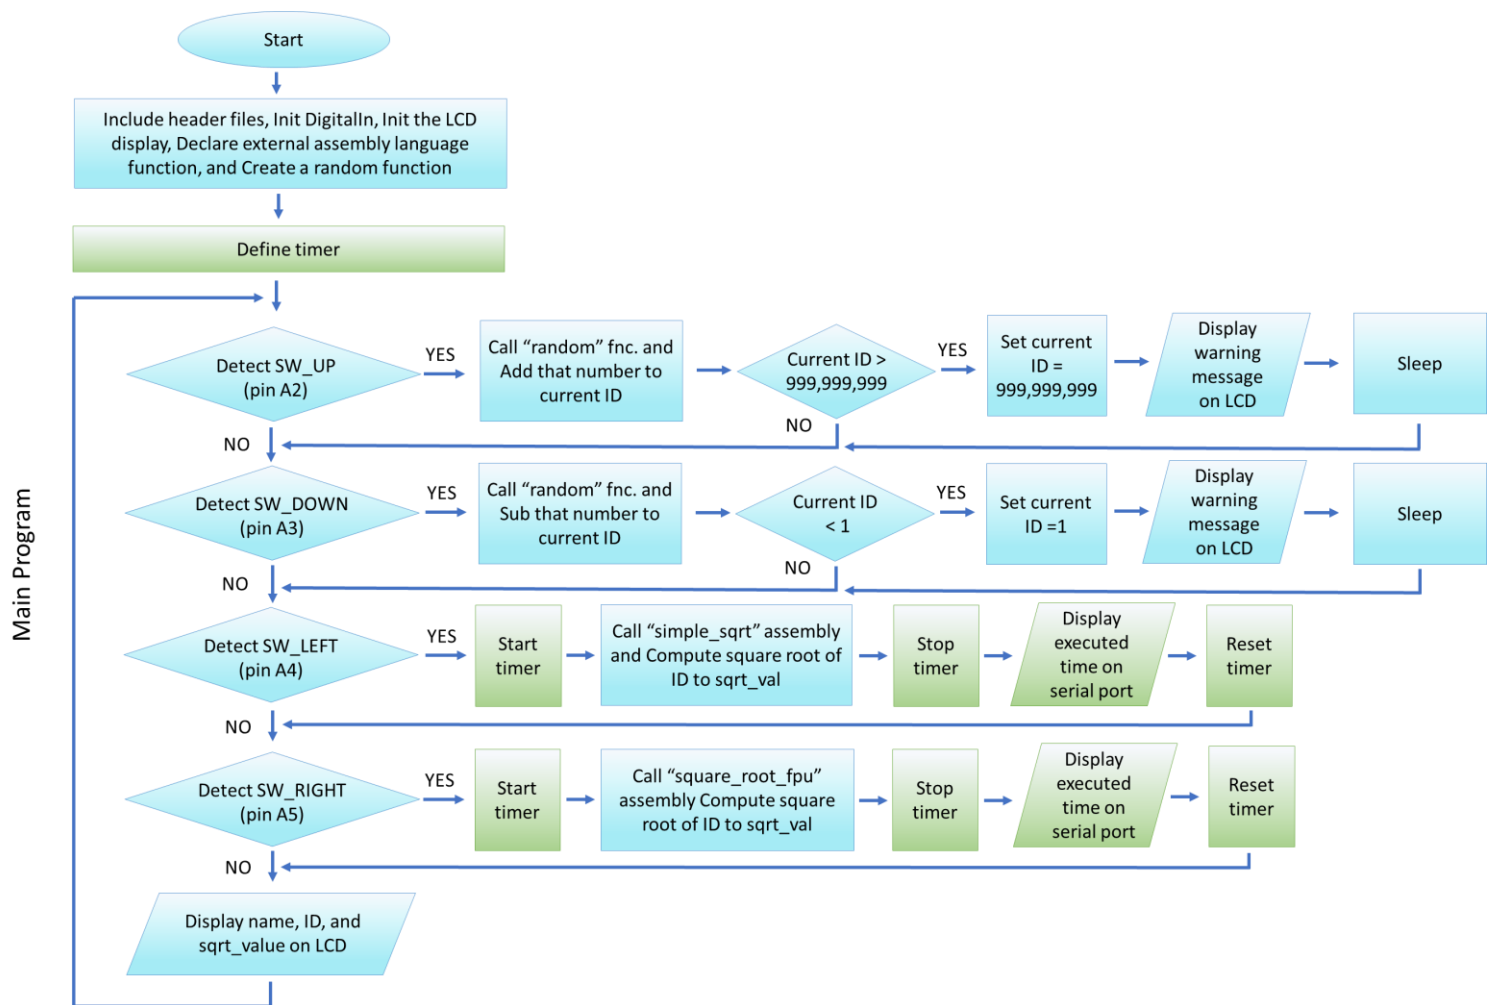 Start
Include header files, Init DigitalIn, Init the LCD
display, Declare external assembly language
function, and Create a random function
Define timer
Main Program
Detect SW_UP
(pin A2)
YES
Call “random” fnc. and
Add that number to
current ID
Current ID >
999,999,999
YES
Set current
ID =
999,999,999
Display
warning
message
on LCD
Sleep
NO
NO
Detect SW_DOWN
(pin A3)
YES
Call “random” fnc. and
Sub that number to
current ID
Current ID
< 1
YES
Set current
ID =1
Display
warning
message
on LCD
Sleep
NO
NO
Detect SW_LEFT
(pin A4)
YES
Start
timer
Call “simple_sqrt” assembly
and Compute square root of
ID to sqrt_val
Stop
timer
Display
executed
time on
serial port
Reset
timer
NO
Detect SW_RIGHT
(pin A5)
YES
Start
timer
Call “square_root_fpu”
assembly Compute square
root of ID to sqrt_val
Stop
timer
Display
executed
time on
serial port
Reset
timer
NO
Display name, ID, and
sqrt_value on LCD